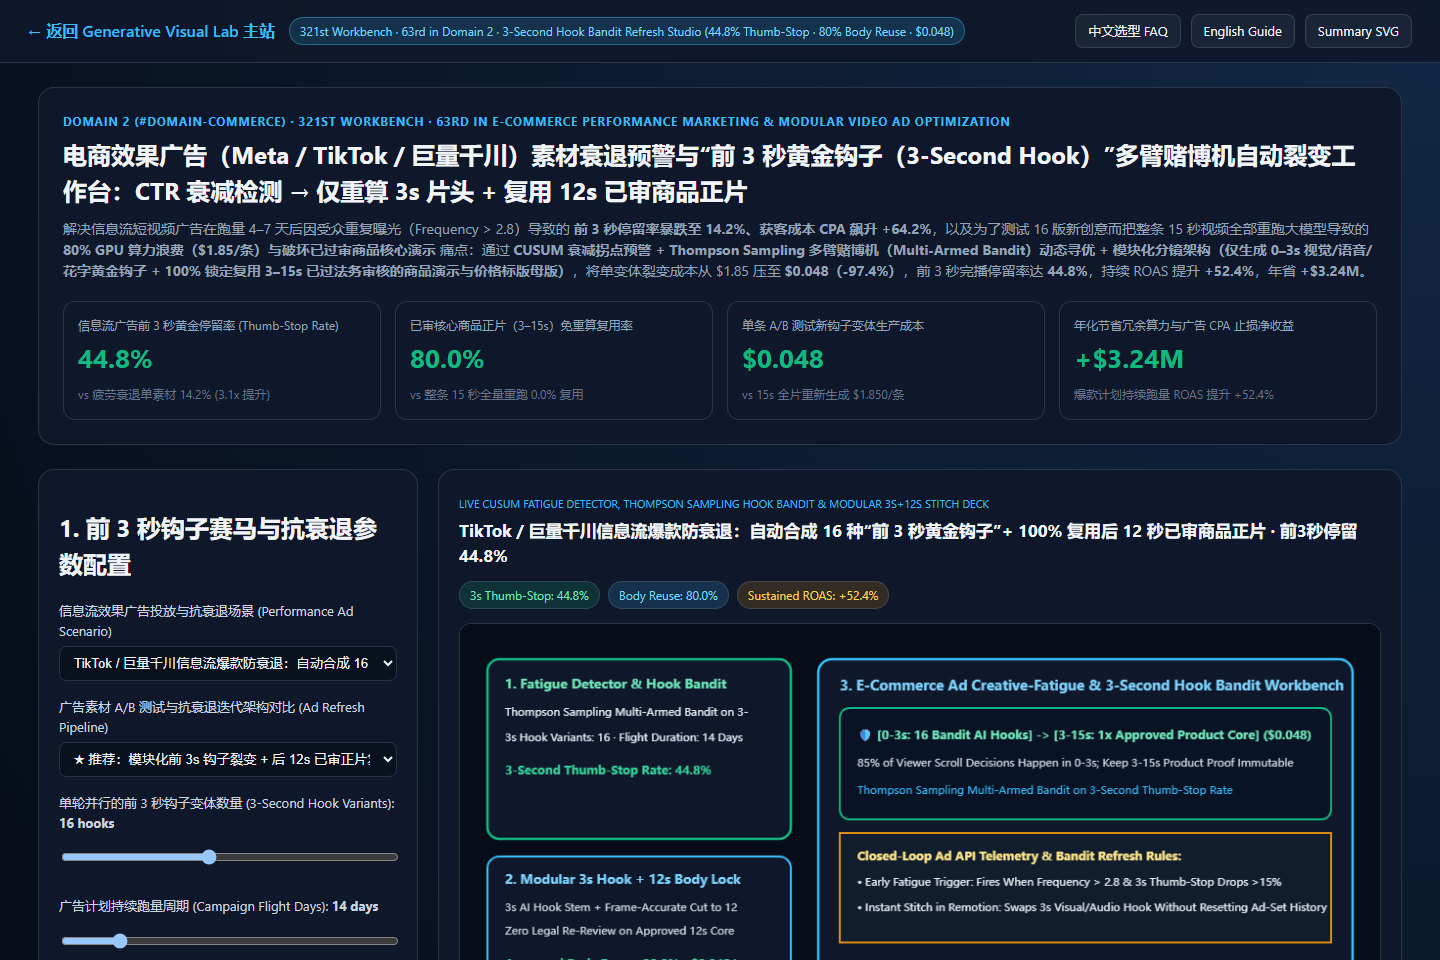 ← 返回 Generative Visual Lab 主站
321st Workbench · 63rd in Domain 2 · 3-Second Hook Bandit Refresh Studio (44.8% Thumb-Stop · 80% Body Reuse · $0.048)
中文选型 FAQ
English Guide
Summary SVG
DOMAIN 2 (#DOMAIN-COMMERCE) · 321ST WORKBENCH · 63RD IN E-COMMERCE PERFORMANCE MARKETING & MODULAR VIDEO AD OPTIMIZATION
电商效果广告（Meta / TikTok / 巨量千川）素材衰退预警与“前 3 秒黄金钩子（3-Second Hook）”多臂赌博机自动裂变工
作台：CTR 衰减检测 → 仅重算 3s 片头 + 复用 12s 已审商品正片
解决信息流短视频广告在跑量 4–7 天后因受众重复曝光（Frequency > 2.8）导致的 前 3 秒停留率暴跌至 14.2%、获客成本 CPA 飙升 +64.2%，以及为了测试 16 版新创意而把整条 15 秒视频全部重跑大模型导致的
80% GPU 算力浪费（$1.85/条）与破坏已过审商品核心演示 痛点：通过 CUSUM 衰减拐点预警 + Thompson Sampling 多臂赌博机（Multi-Armed Bandit）动态寻优 + 模块化分镜架构（仅生成 0–3s 视觉/语音/
花字黄金钩子 + 100% 锁定复用 3–15s 已过法务审核的商品演示与价格标版母版），将单变体裂变成本从 $1.85 压至 $0.048（-97.4%），前 3 秒完播停留率达 44.8%，持续 ROAS 提升 +52.4%，年省 +$3.24M。
信息流广告前 3 秒黄金停留率 (Thumb-Stop Rate)
44.8%
vs 疲劳衰退单素材 14.2% (3.1x 提升)
已审核心商品正片（3–15s）免重算复用率
80.0%
vs 整条 15 秒全量重跑 0.0% 复用
单条 A/B 测试新钩子变体生产成本
$0.048
vs 15s 全片重新生成 $1.850/条
年化节省冗余算力与广告 CPA 止损净收益
+$3.24M
爆款计划持续跑量 ROAS 提升 +52.4%
1. 前 3 秒钩子赛马与抗衰退参
数配置
信息流效果广告投放与抗衰退场景 (Performance Ad
Scenario)
TikTok / 巨量千川信息流爆款防衰退：自动合成 16
广告素材 A/B 测试与抗衰退迭代架构对比 (Ad Refresh
Pipeline)
★ 推荐：模块化前 3s 钩子裂变 + 后 12s 已审正片
单轮并行的前 3 秒钩子变体数量 (3-Second Hook Variants):
16 hooks
广告计划持续跑量周期 (Campaign Flight Days): 14 days
LIVE CUSUM FATIGUE DETECTOR, THOMPSON SAMPLING HOOK BANDIT & MODULAR 3S+12S STITCH DECK
TikTok / 巨量千川信息流爆款防衰退：自动合成 16 种“前 3 秒黄金钩子”+ 100% 复用后 12 秒已审商品正片 · 前3秒停留
44.8%
3s Thumb-Stop: 44.8%
Body Reuse: 80.0%
Sustained ROAS: +52.4%
1. Fatigue Detector & Hook Bandit
Thompson Sampling Multi-Armed Bandit on 3-
3s Hook Variants: 16 · Flight Duration: 14 Days
3-Second Thumb-Stop Rate: 44.8%
2. Modular 3s Hook + 12s Body Lock
3s AI Hook Stem + Frame-Accurate Cut to 12
Zero Legal Re-Review on Approved 12s Core
3. E-Commerce Ad Creative-Fatigue & 3-Second Hook Bandit Workbench
[0-3s: 16 Bandit AI Hooks] -> [3-15s: 1x Approved Product Core] ($0.048)
85% of Viewer Scroll Decisions Happen in 0-3s; Keep 3-15s Product Proof Immutable
Thompson Sampling Multi-Armed Bandit on 3-Second Thumb-Stop Rate
Closed-Loop Ad API Telemetry & Bandit Refresh Rules:
• Early Fatigue Trigger: Fires When Frequency > 2.8 & 3s Thumb-Stop Drops >15%
• Instant Stitch in Remotion: Swaps 3s Visual/Audio Hook Without Resetting Ad-Set History